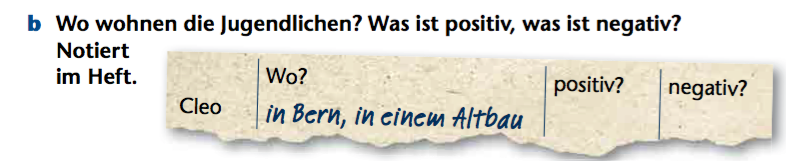 b Wo wohnen die Jugendlichen? Was ist positiv, was ist negativ?
Notiert
im Heft.
Wo? positiv? negativ?
Cleo in Bern, in einem Altbau